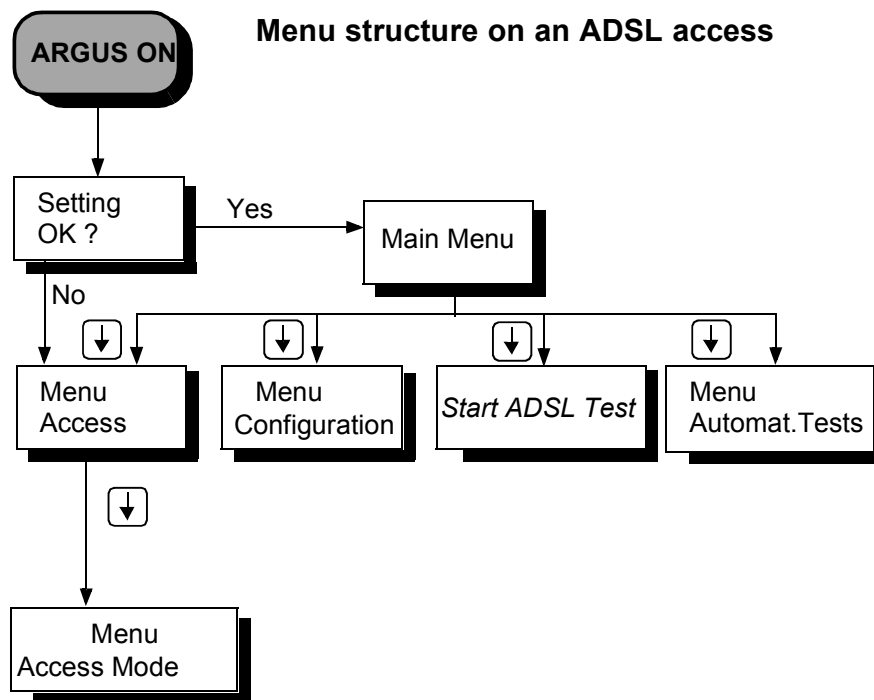 Menu structure on an ADSL access
ARGUS ON
Setting
OK ?
Yes
Main Menu
No
Menu
Access
Menu
Configuration
Start ADSL Test
Menu
Automat.Tests
Menu
Access Mode